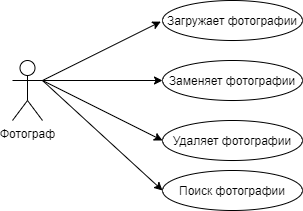 Загружает фотографии
Заменяет фотографии
Фотограф
Удаляет фотографии
Поиск фотографии